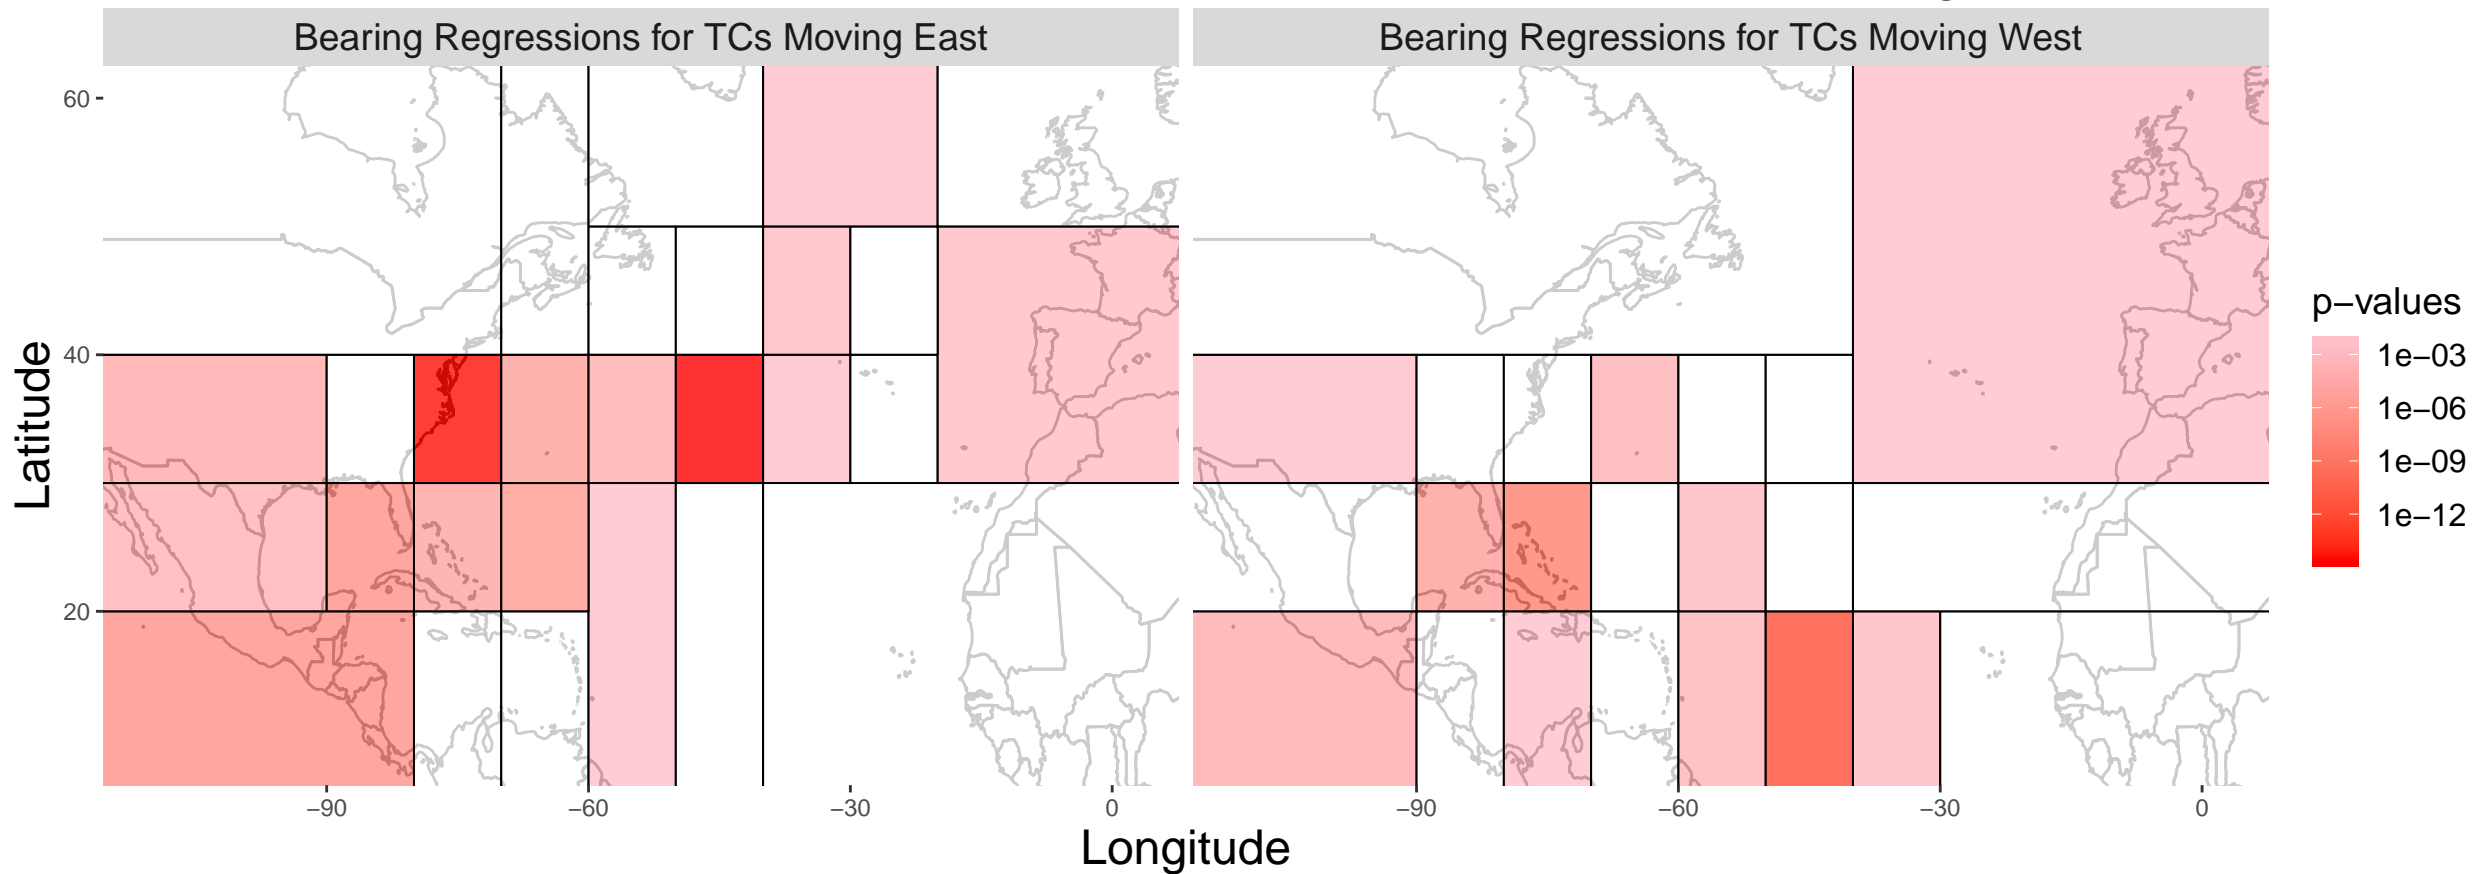 Bearing Regressions for TCs Moving East
Bearing Regressions for TCs Moving West
60
40
20
Latitude
−90
−60
−30
0
−90
−60
−30
0
Longitude
p−values
1e−03
1e−06
1e−09
1e−12